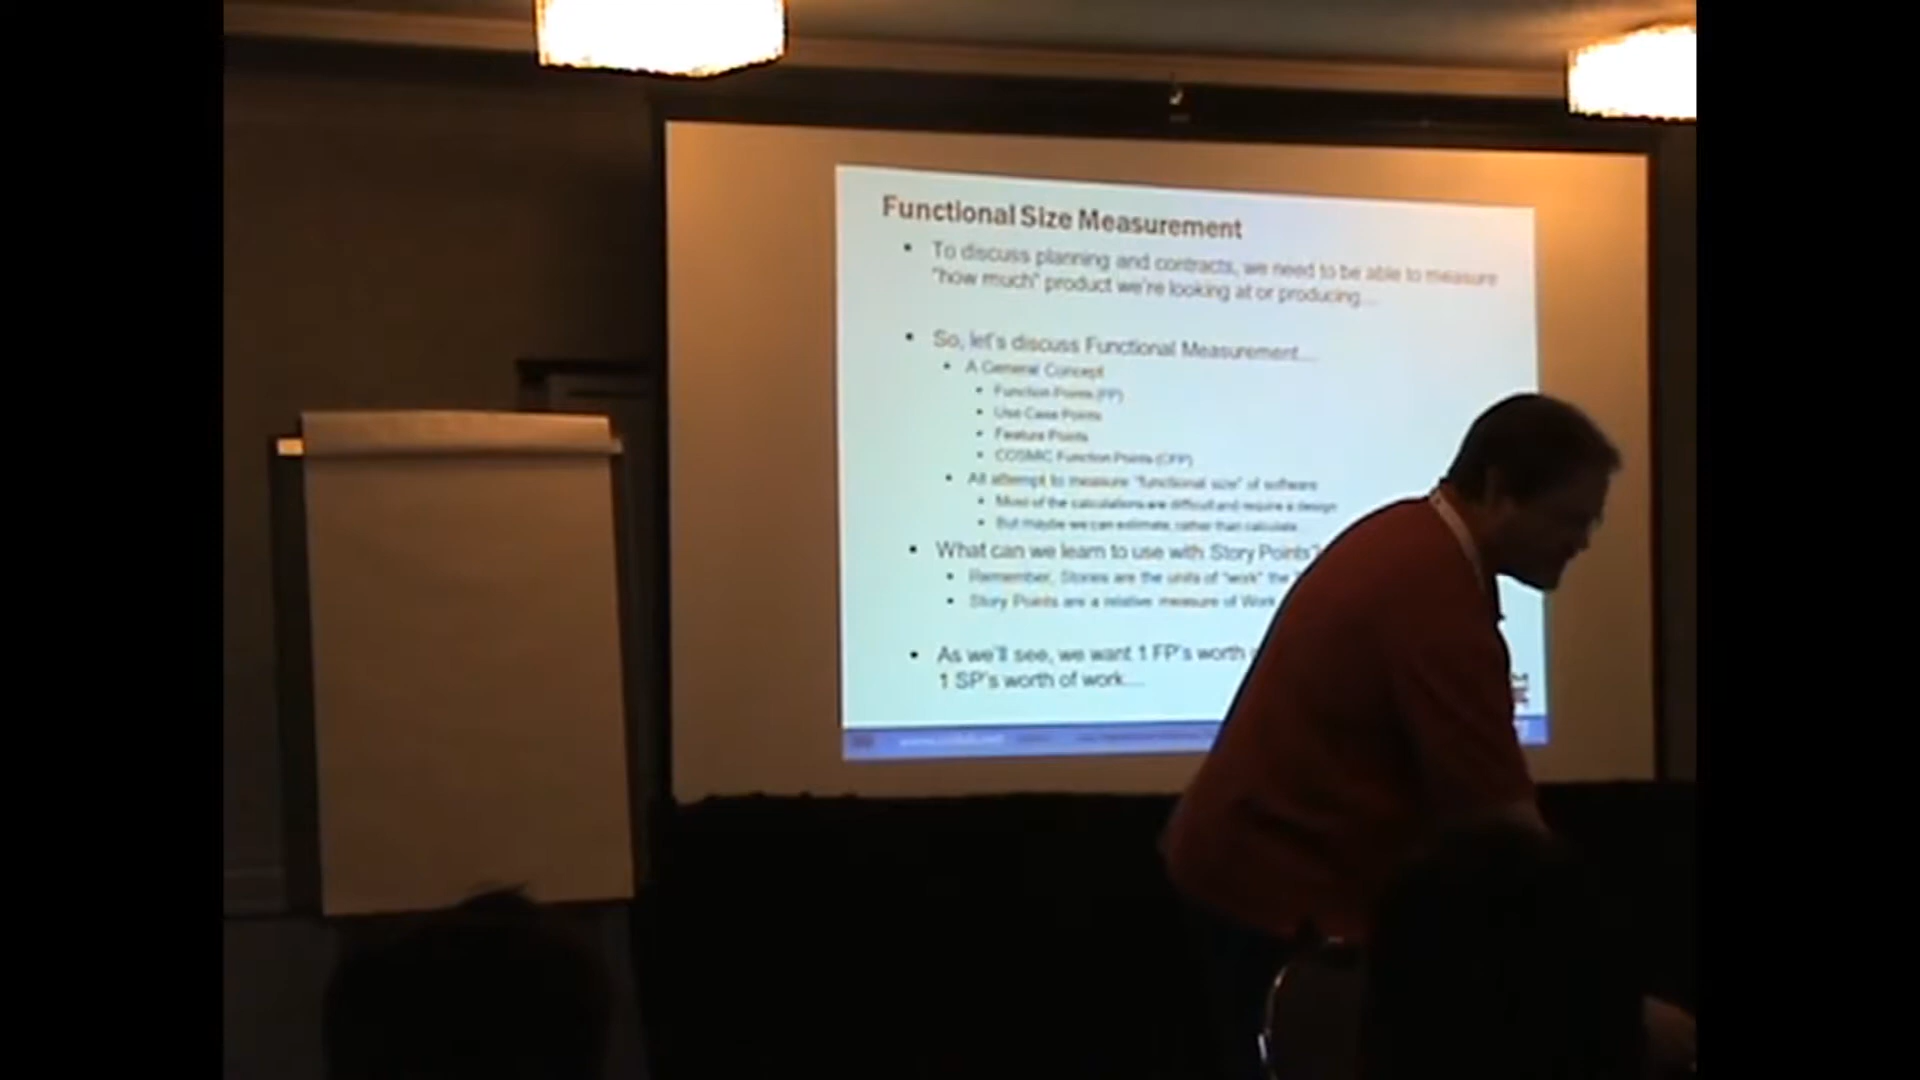 Functional Size Measurement
• To discuss planning and contracts, we need to be able to measure
"how much" product we're looking at or producing...
• So, let's discuss Functional Measurement...
• A General Concept
• Function Points (FP)
• Use Case Points
• Feature Points
• COSMIC Function Points (CFP)
• All attempt to measure "functional size" of software
• Most of the calculations are difficult and require a design
• But maybe we can estimate, rather than calculate
• What can we learn to use with Story Points?
• Remember, Stories are the units of "work" the
• Story Points are a relative measure of Work
• As we'll see, we want 1 FP's worth
1 SP's worth of work...